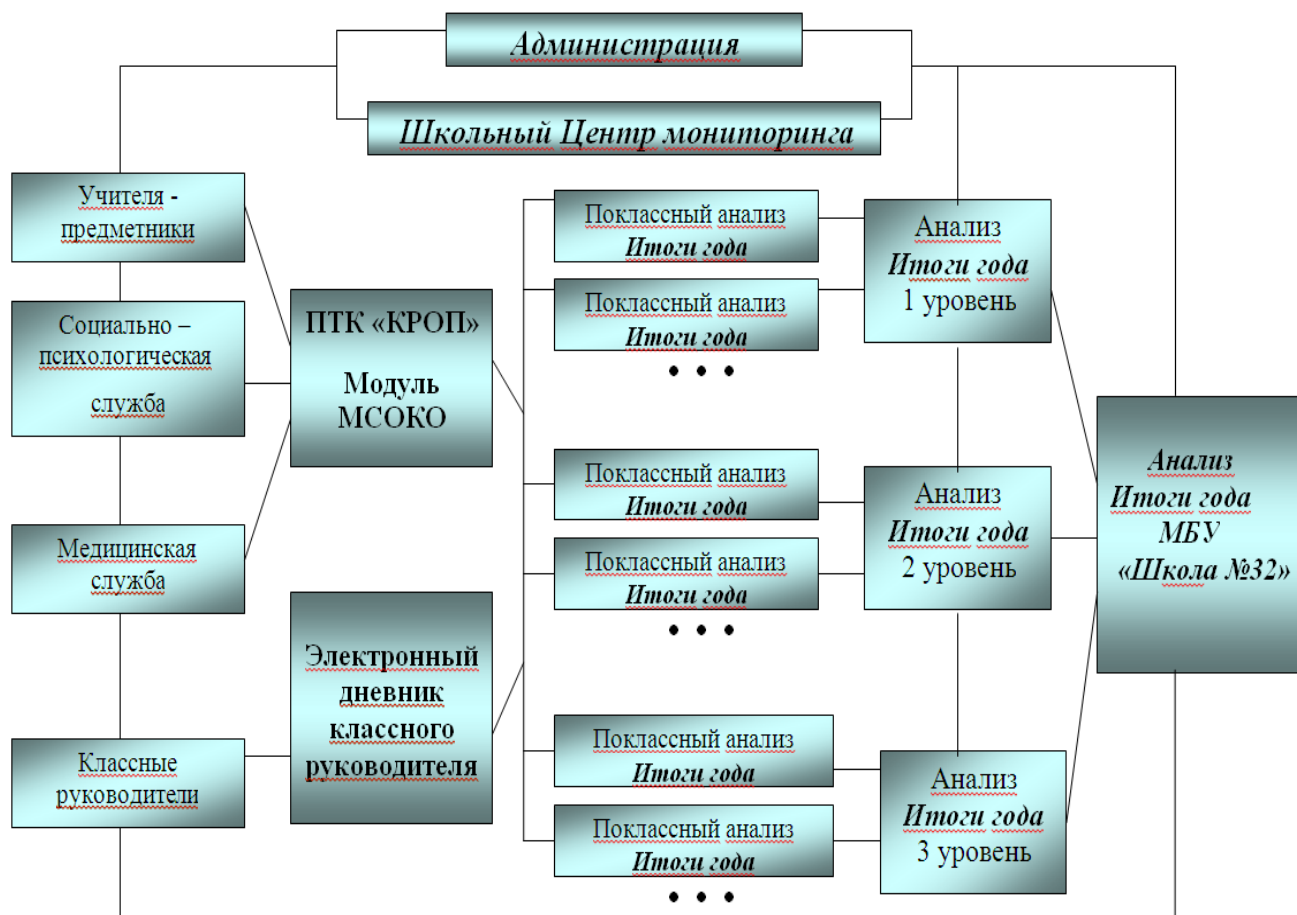 Администрация
Школьный Центр мониторинга
Учителя -
предметники
Социально –
психологическая
служба
Медицинская
служба
Классные
руководители
ПТК «КРОП»
Модуль
МСОКО
Электронный
дневник
классного
руководителя
Поклассный анализ
Итоги года
Поклассный анализ
Итоги года
• • •
Поклассный анализ
Итоги года
Поклассный анализ
Итоги года
• • •
Поклассный анализ
Итоги года
Поклассный анализ
Итоги года
• • •
Анализ
Итоги года
1 уровень
Анализ
Итоги года
2 уровень
Анализ
Итоги года
3 уровень
Анализ
Итоги года
МБУ
«Школа №32»